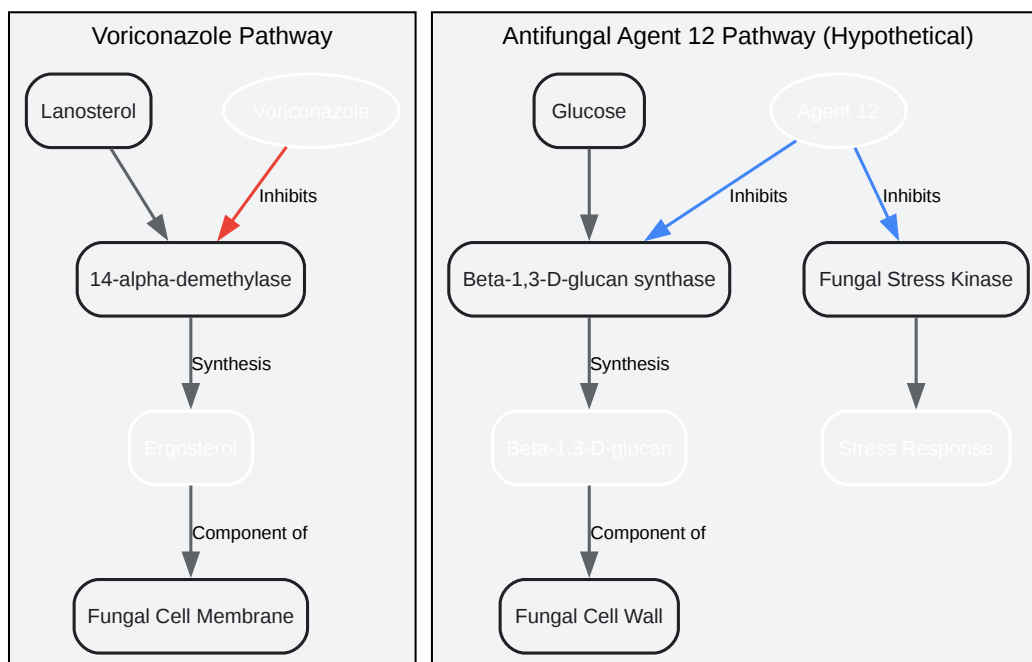 Voriconazole Pathway
Lanosterol
Voriconazole
Inhibits
14-alpha-demethylase
Synthesis
Ergosterol
Component of
Fungal Cell Membrane
Antifungal Agent 12 Pathway (Hypothetical)
Glucose
Agent 12
Inhibits
Inhibits
Beta-1,3-D-glucan synthase
Fungal Stress Kinase
Synthesis
Beta-1,3-D-glucan
Stress Response
Component of
Fungal Cell Wall